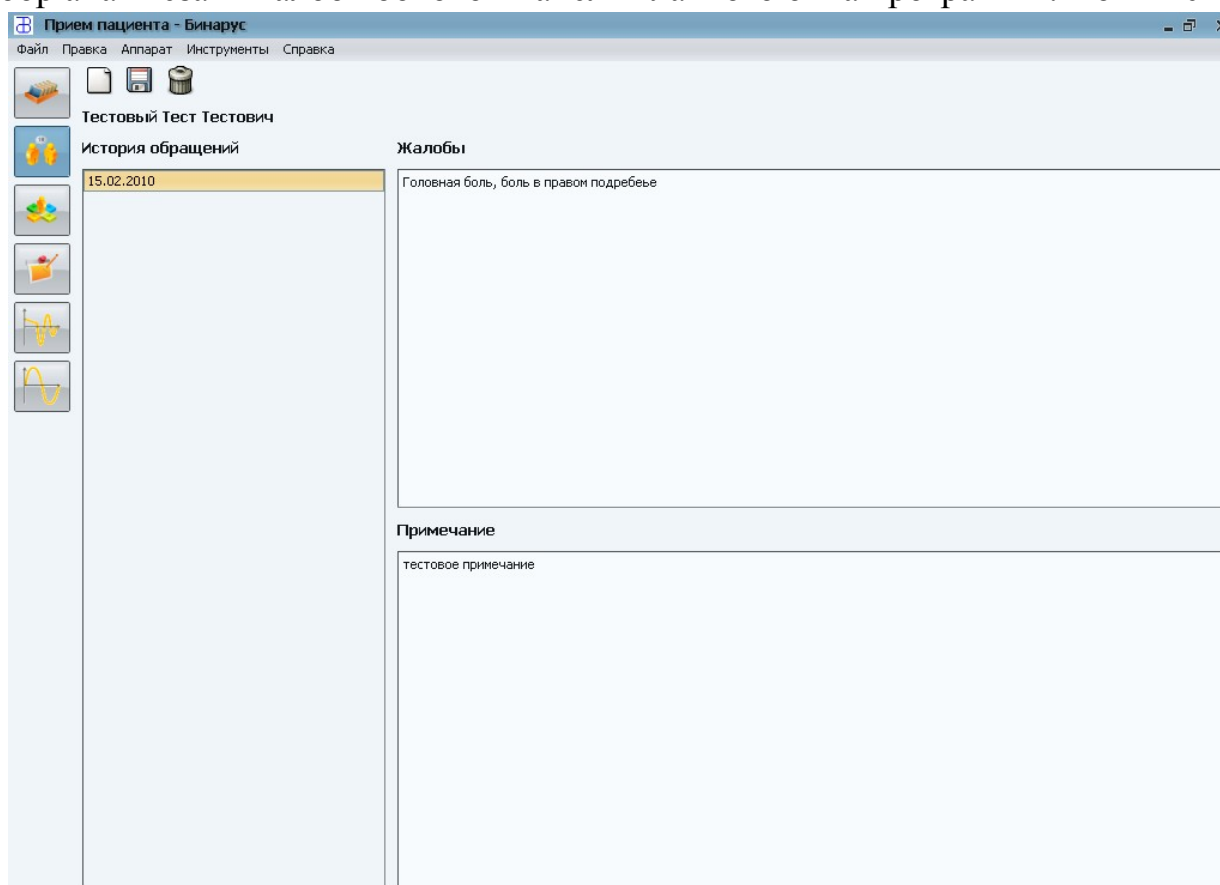 Прием пациента - Бинарус
Файл Правка Аппарат Инструменты Справка
Тестовый Тест Тестович
История обращений
Жалобы
15.02.2010
Головная боль, боль в правом подребеье
Примечание
тестовое примечание